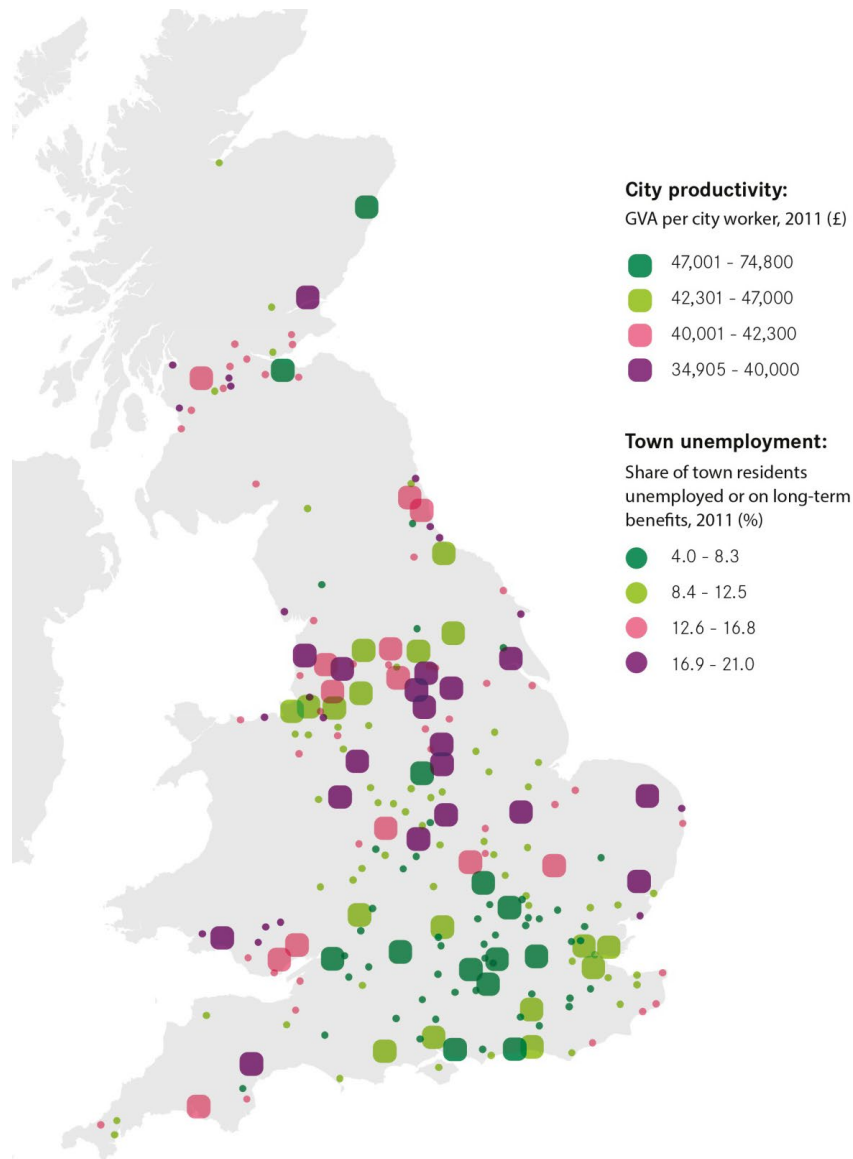 City productivity:
GVA per city worker, 2011 (£)
47,001 – 74,800
42,301 – 47,000
40,001 – 42,300
34,905 – 40,000
Town unemployment:
Share of town residents
unemployed or on long-term
benefits, 2011 (%)
4.0 – 8.3
8.4 – 12.5
12.6 – 16.8
16.9 – 21.0